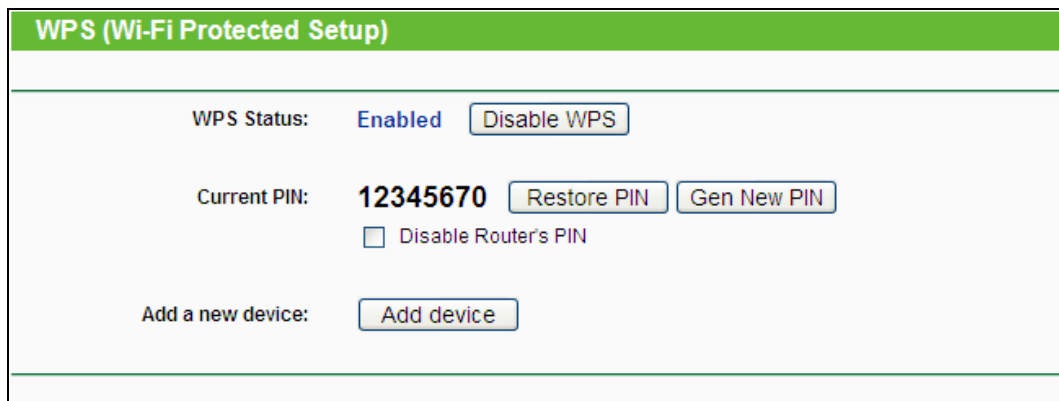 WPS (Wi-Fi Protected Setup)
WPS Status: Enabled Disable WPS
Current PIN: 12345670 Restore PIN Gen New PIN
Disable Router's PIN
Add a new device: Add device